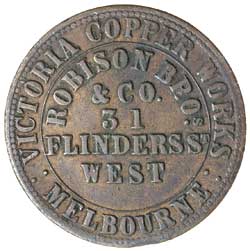 VICTORIA COPPER WORKS
ROBISON BROS
& CO.
31
FLINDERS ST
WEST
MELBOURNE